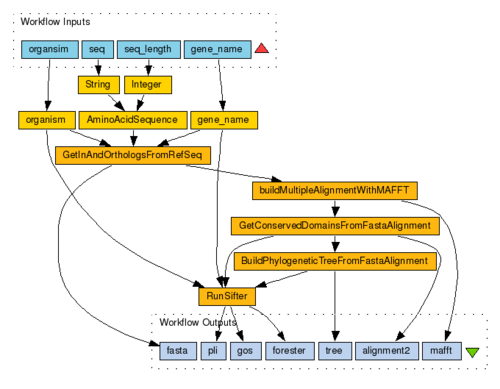 Workflow Inputs
organsim seq seq_length gene_name
String Integer
organism AminoAcidSequence gene_name
GetInAndOrthologsFromRefSeq
buildMultipleAlignmentWithMAFFT
GetConservedDomainsFromFastaAlignment
BuildPhylogeneticTreeFromFastaAlignment
RunSifter
Workflow Outputs
fasta pli gos forester tree alignment2 mafft